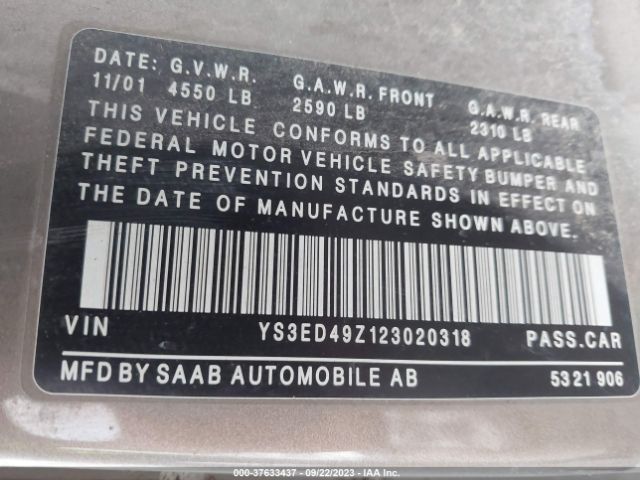 DATE: G.V.W.R.
11/01 4550 LB G.A.W.R. FRONT G.A.W.R. REAR
2590 LB 2310 LB
THIS VEHICLE CONFORMS TO ALL APPLICABLE
FEDERAL MOTOR VEHICLE SAFETY BUMPER AND
THEFT PREVENTION STANDARDS IN EFFECT ON
THE DATE OF MANUFACTURE SHOWN ABOVE.
VIN YS3ED49Z123020318 PASS.CAR
MFD BY SAAB AUTOMOBILE AB 5321 906
000-37633437 - 09/22/2023 - IAA Inc.